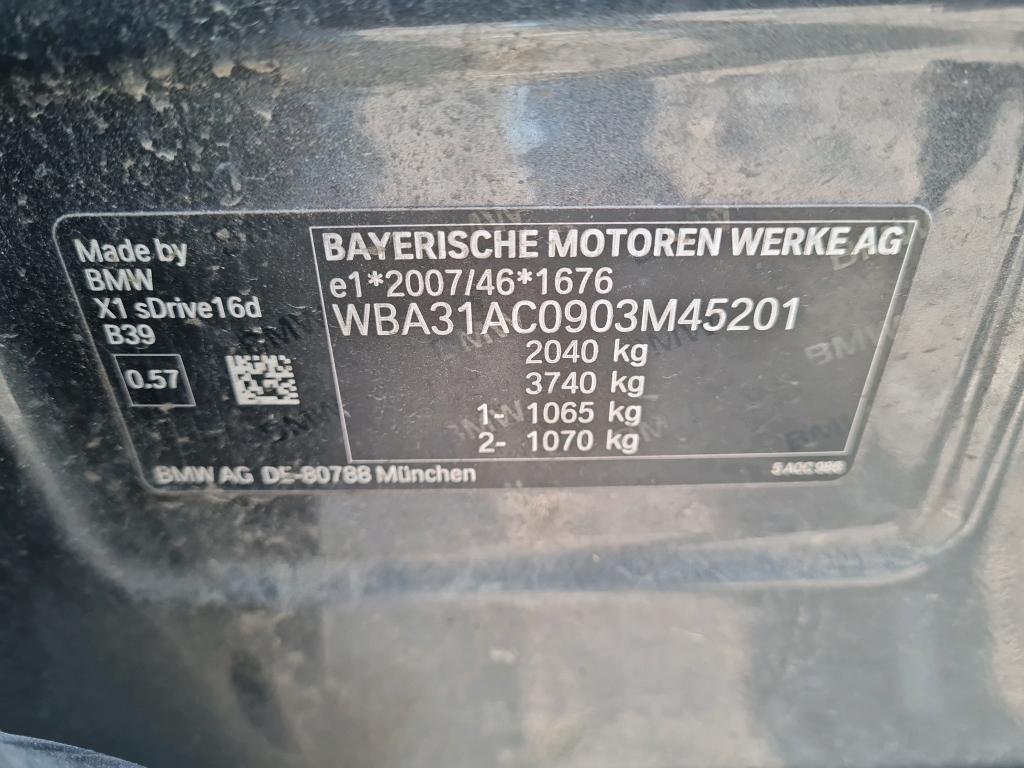 Made by
BMW
X1 sDrive16d
B39
0.57
BAYERISCHE MOTOREN WERKE AG
e1*2007/46*1676
WBA31AC0903M45201
2040 kg
3740 kg
1- 1065 kg
2- 1070 kg
BMW AG DE-80788 München